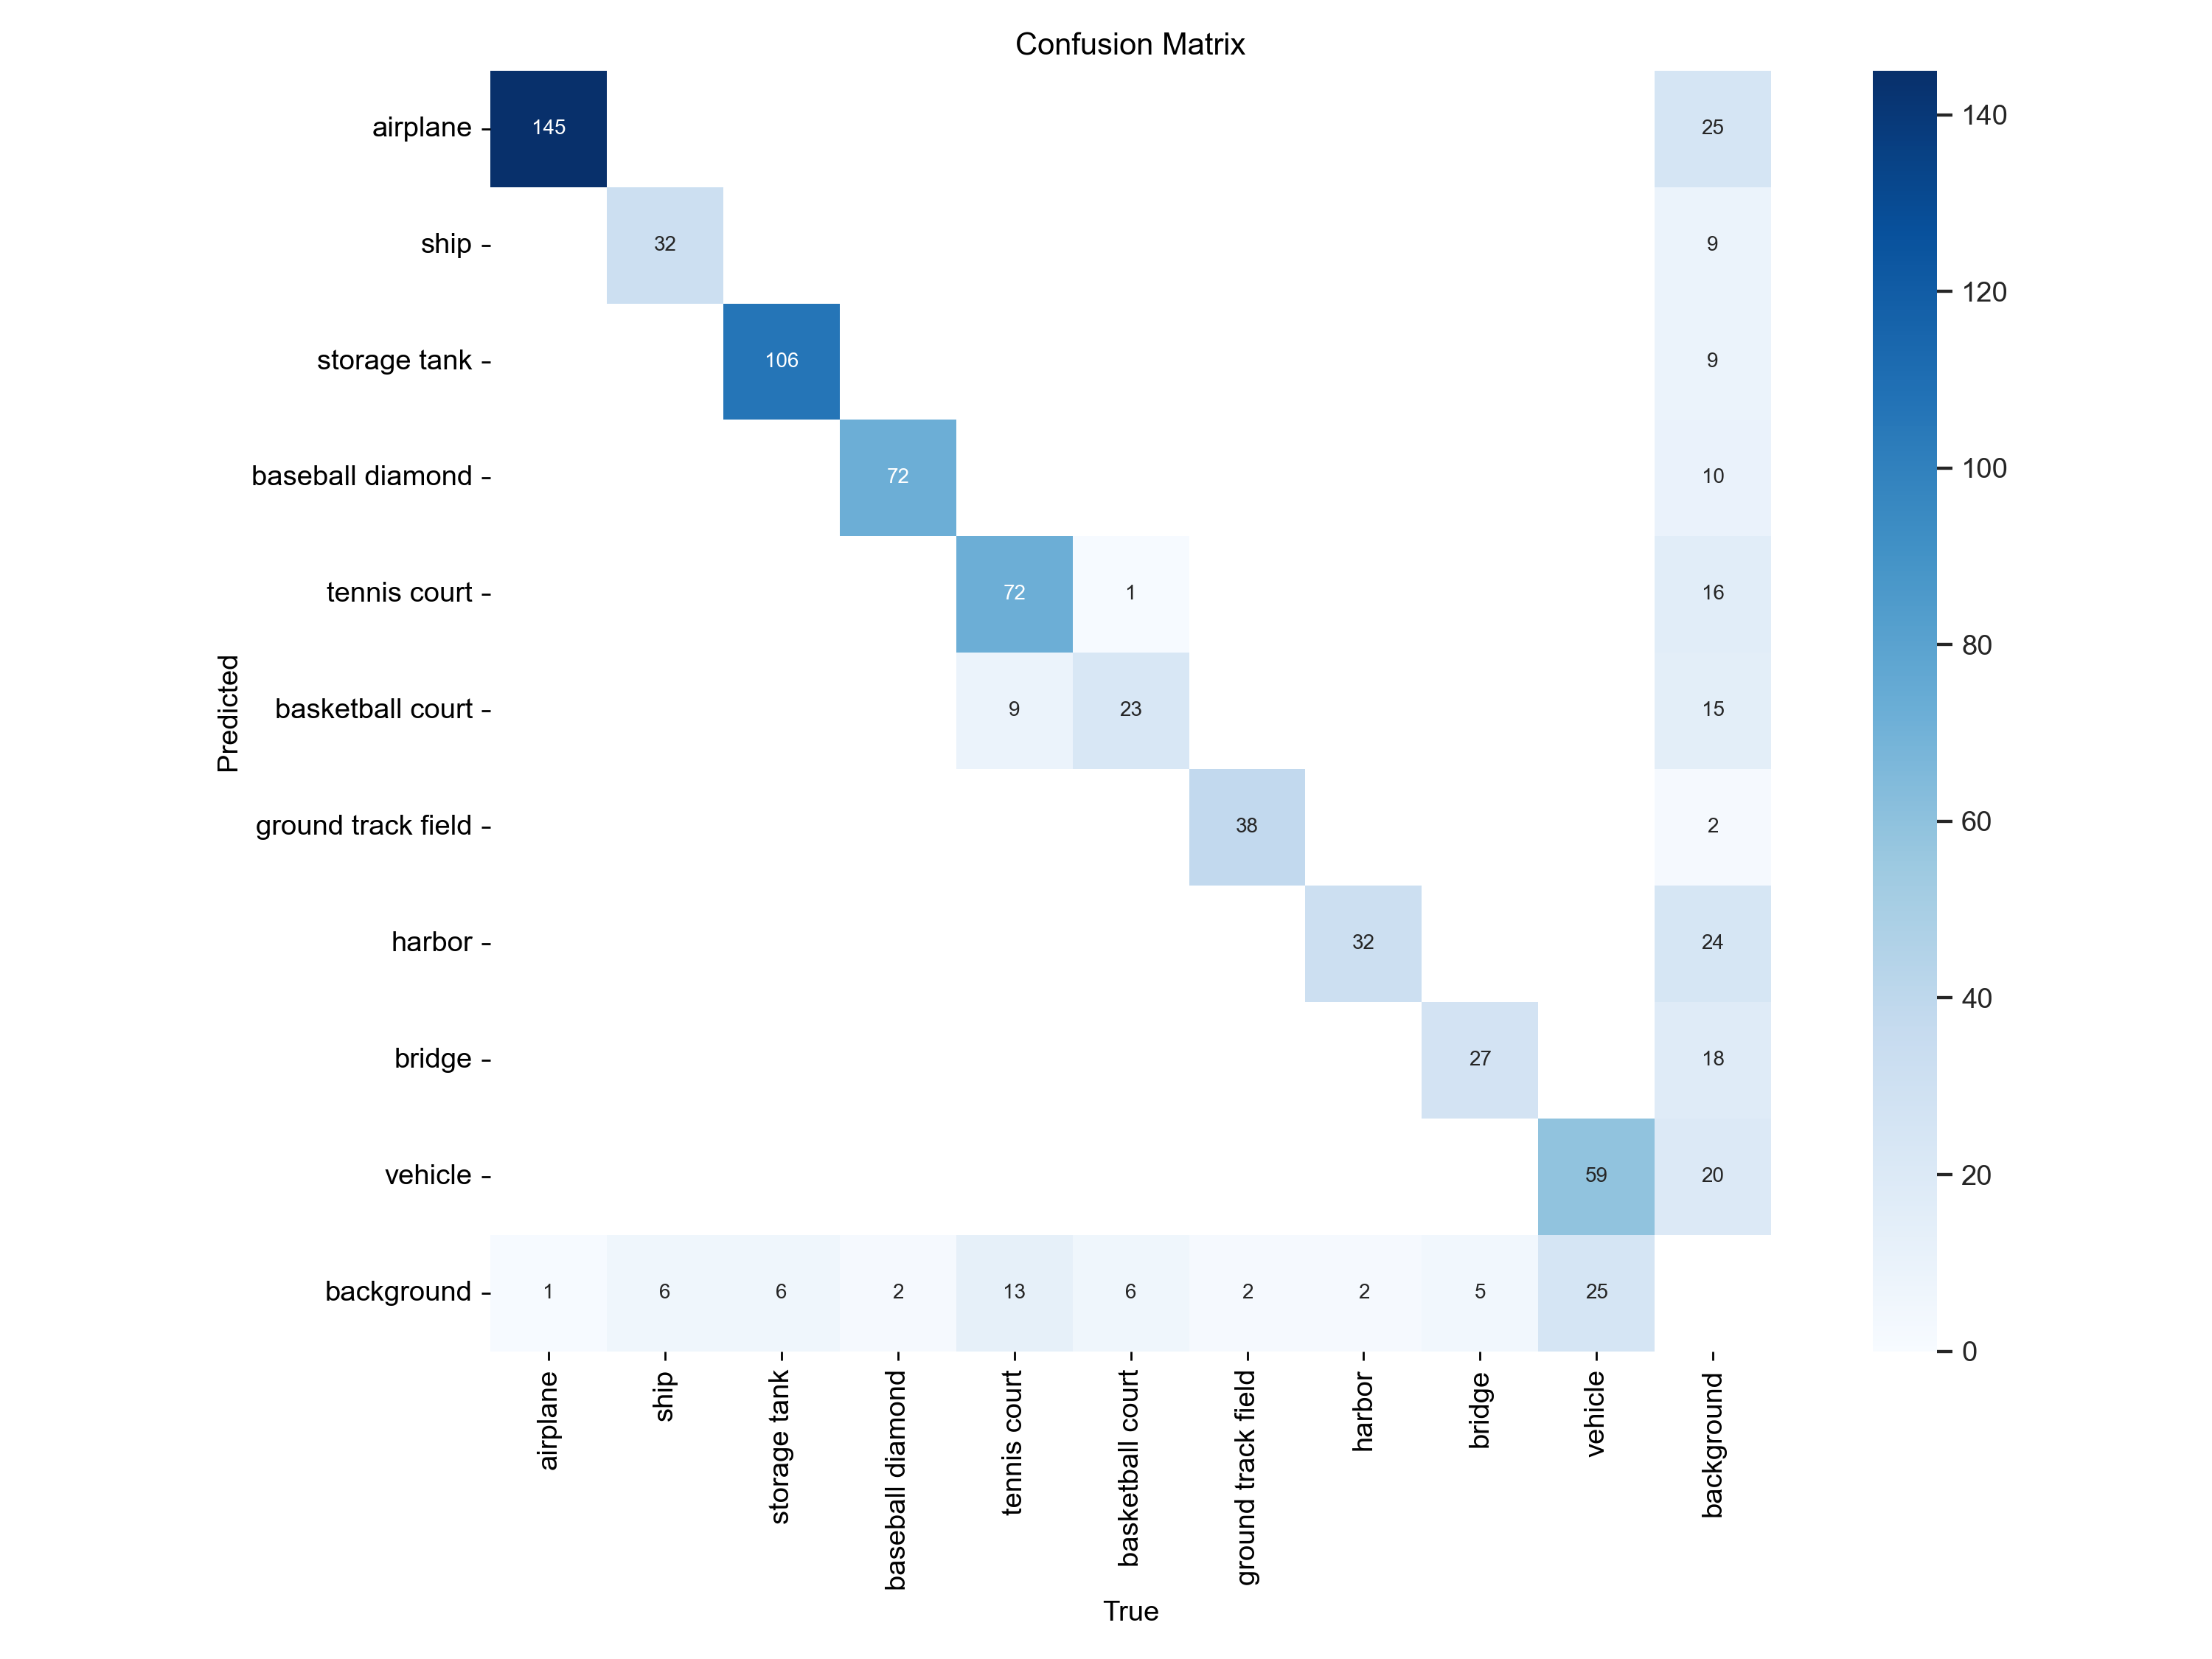 Confusion Matrix
airplane 145 25
ship 32 9
storage tank 106 9
baseball diamond 72 10
tennis court 72 1 16
basketball court 9 23 15
ground track field 38 2
harbor 32 24
bridge 27 18
vehicle 59 20
background 1 6 6 2 13 6 2 2 5 25
Predicted
airplane
ship
storage tank
baseball diamond
tennis court
basketball court
ground track field
harbor
bridge
vehicle
background
True
140
120
100
80
60
40
20
0